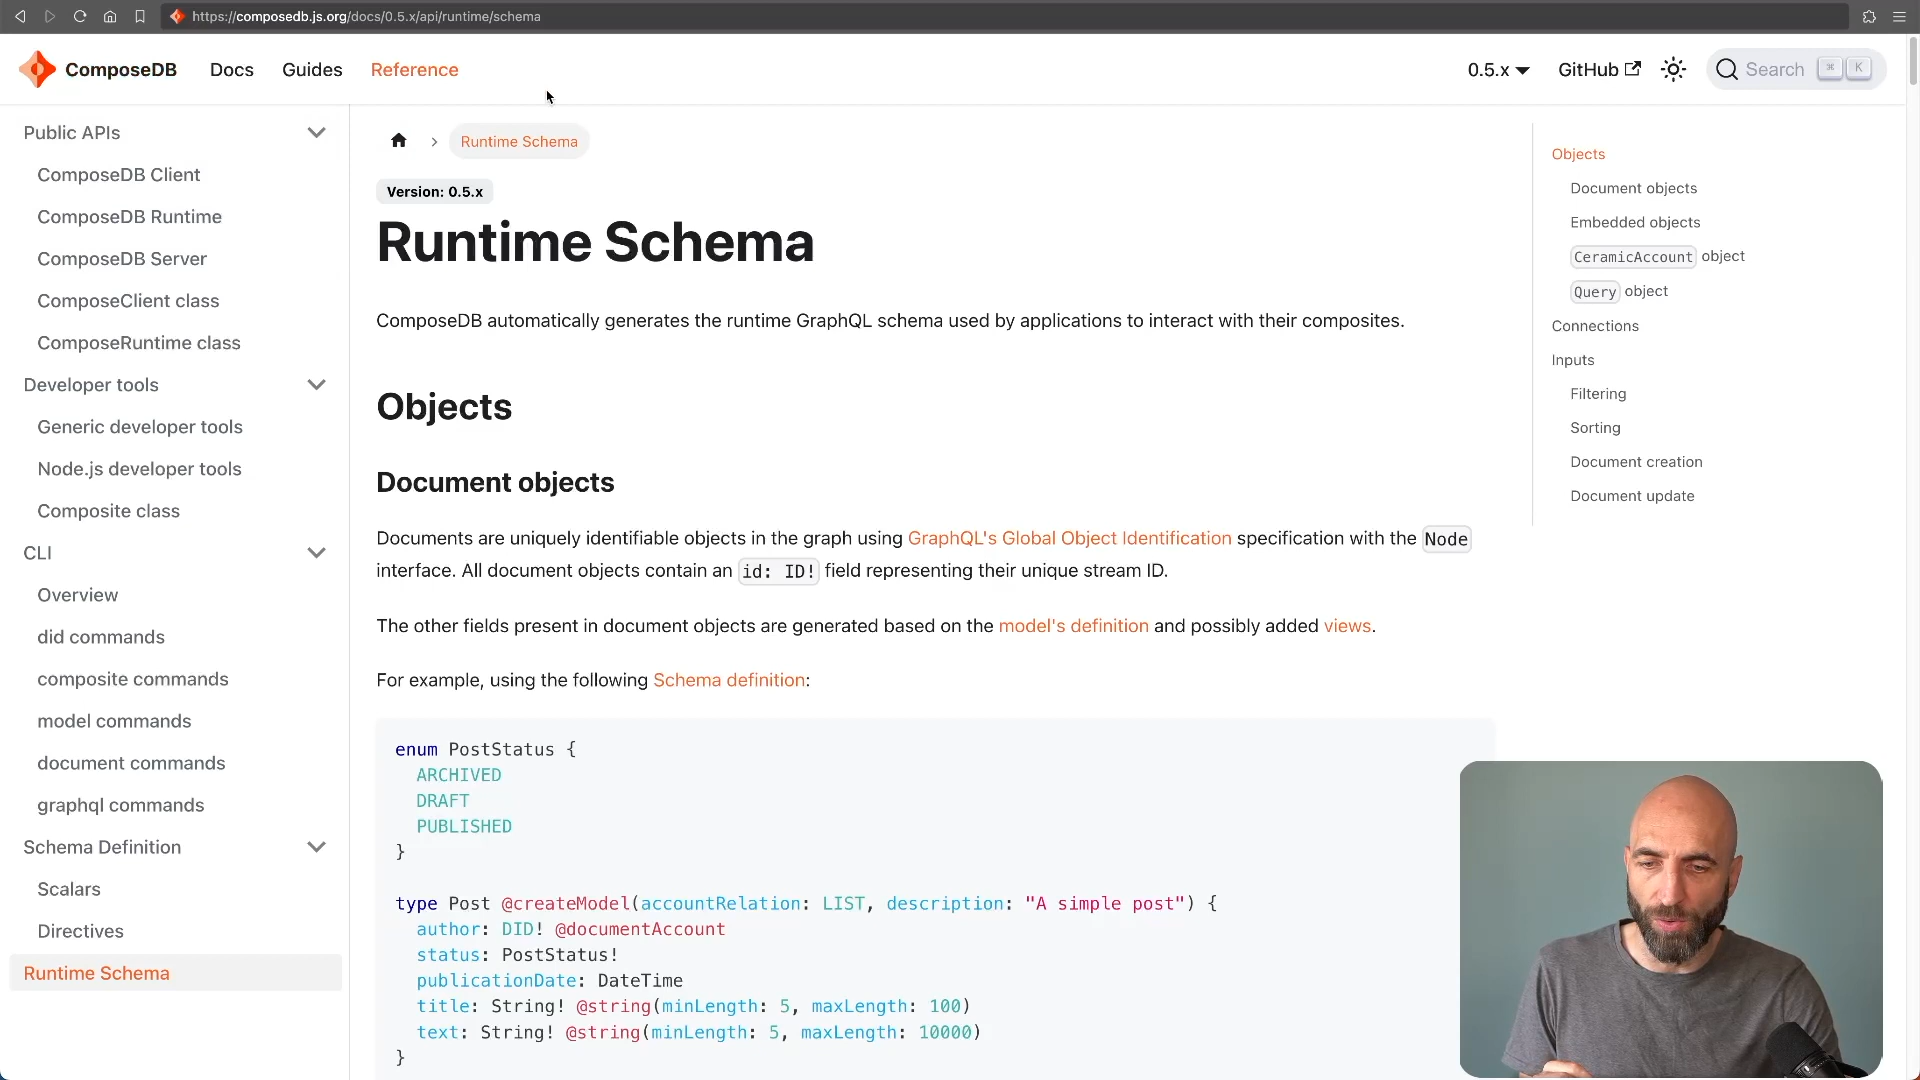 https://composedb.js.org/docs/0.5.x/api/runtime/schema
ComposeDB
Docs
Guides
Reference
0.5.x
GitHub
Search
⌘
K
Public APIs
ComposeDB Client
ComposeDB Runtime
ComposeDB Server
ComposeClient class
ComposeRuntime class
Developer tools
Generic developer tools
Node.js developer tools
Composite class
CLI
Overview
did commands
composite commands
model commands
document commands
graphql commands
Schema Definition
Scalars
Directives
Runtime Schema
Runtime Schema
Version: 0.5.x
Runtime Schema
ComposeDB automatically generates the runtime GraphQL schema used by applications to interact with their composites.
Objects
Document objects
Documents are uniquely identifiable objects in the graph using GraphQL's Global Object Identification specification with the Node
interface. All document objects contain an id: ID! field representing their unique stream ID.
The other fields present in document objects are generated based on the model's definition and possibly added views.
For example, using the following Schema definition:
enum PostStatus {
ARCHIVED
DRAFT
PUBLISHED
}
type Post @createModel(accountRelation: LIST, description: "A simple post") {
author: DID! @documentAccount
status: PostStatus!
publicationDate: DateTime
title: String! @string(minLength: 5, maxLength: 100)
text: String! @string(minLength: 5, maxLength: 10000)
}
Objects
Document objects
Embedded objects
CeramicAccount object
Query object
Connections
Inputs
Filtering
Sorting
Document creation
Document update